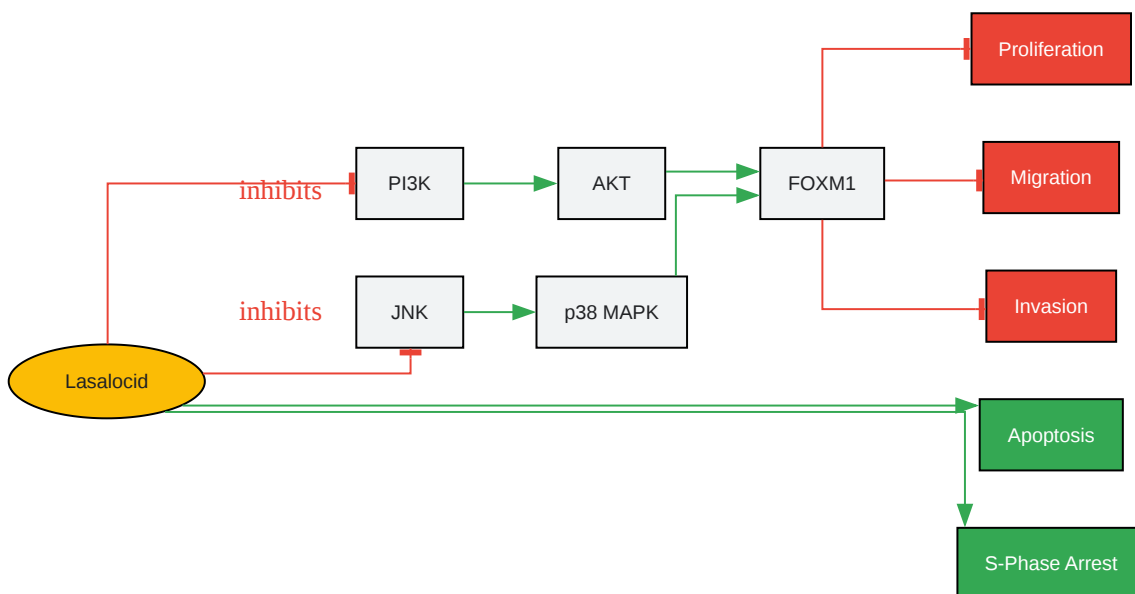 Proliferation
PI3K
AKT
FOXM1
Migration
inhibits
inhibits
JNK
p38 MAPK
Invasion
Lasalocid
Apoptosis
S-Phase Arrest